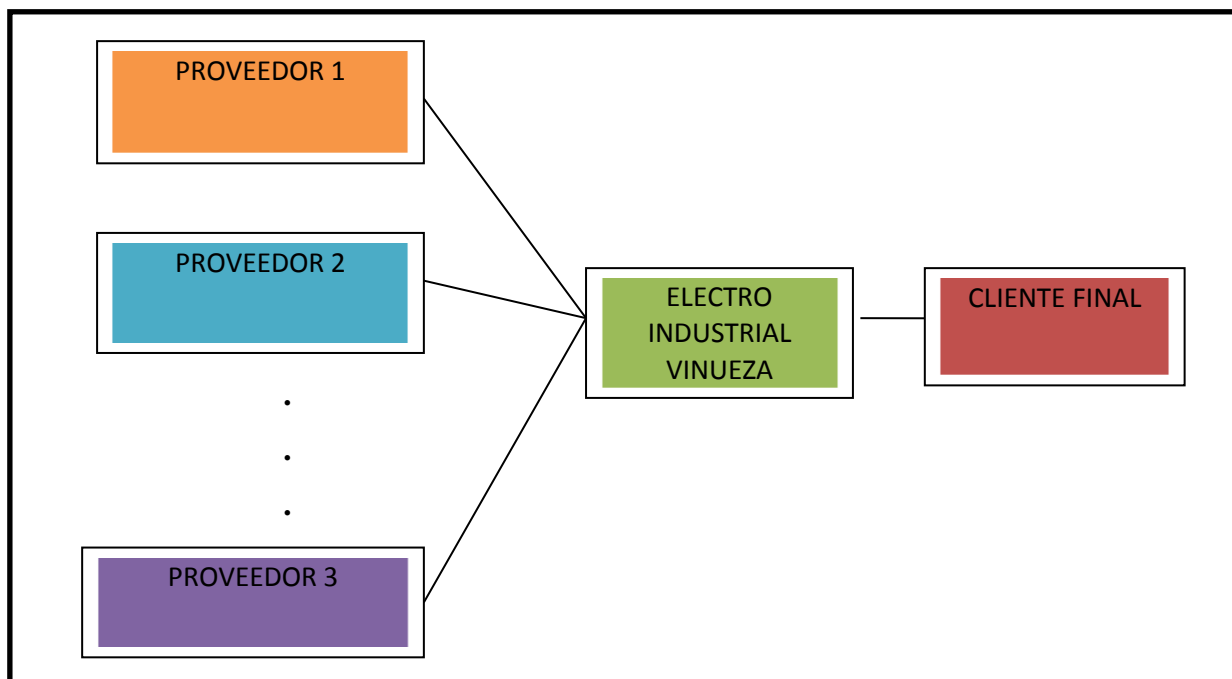 PROVEEDOR 1
PROVEEDOR 2
ELECTRO
INDUSTRIAL
VINUEZA
CLIENTE FINAL
.
.
.
PROVEEDOR 3